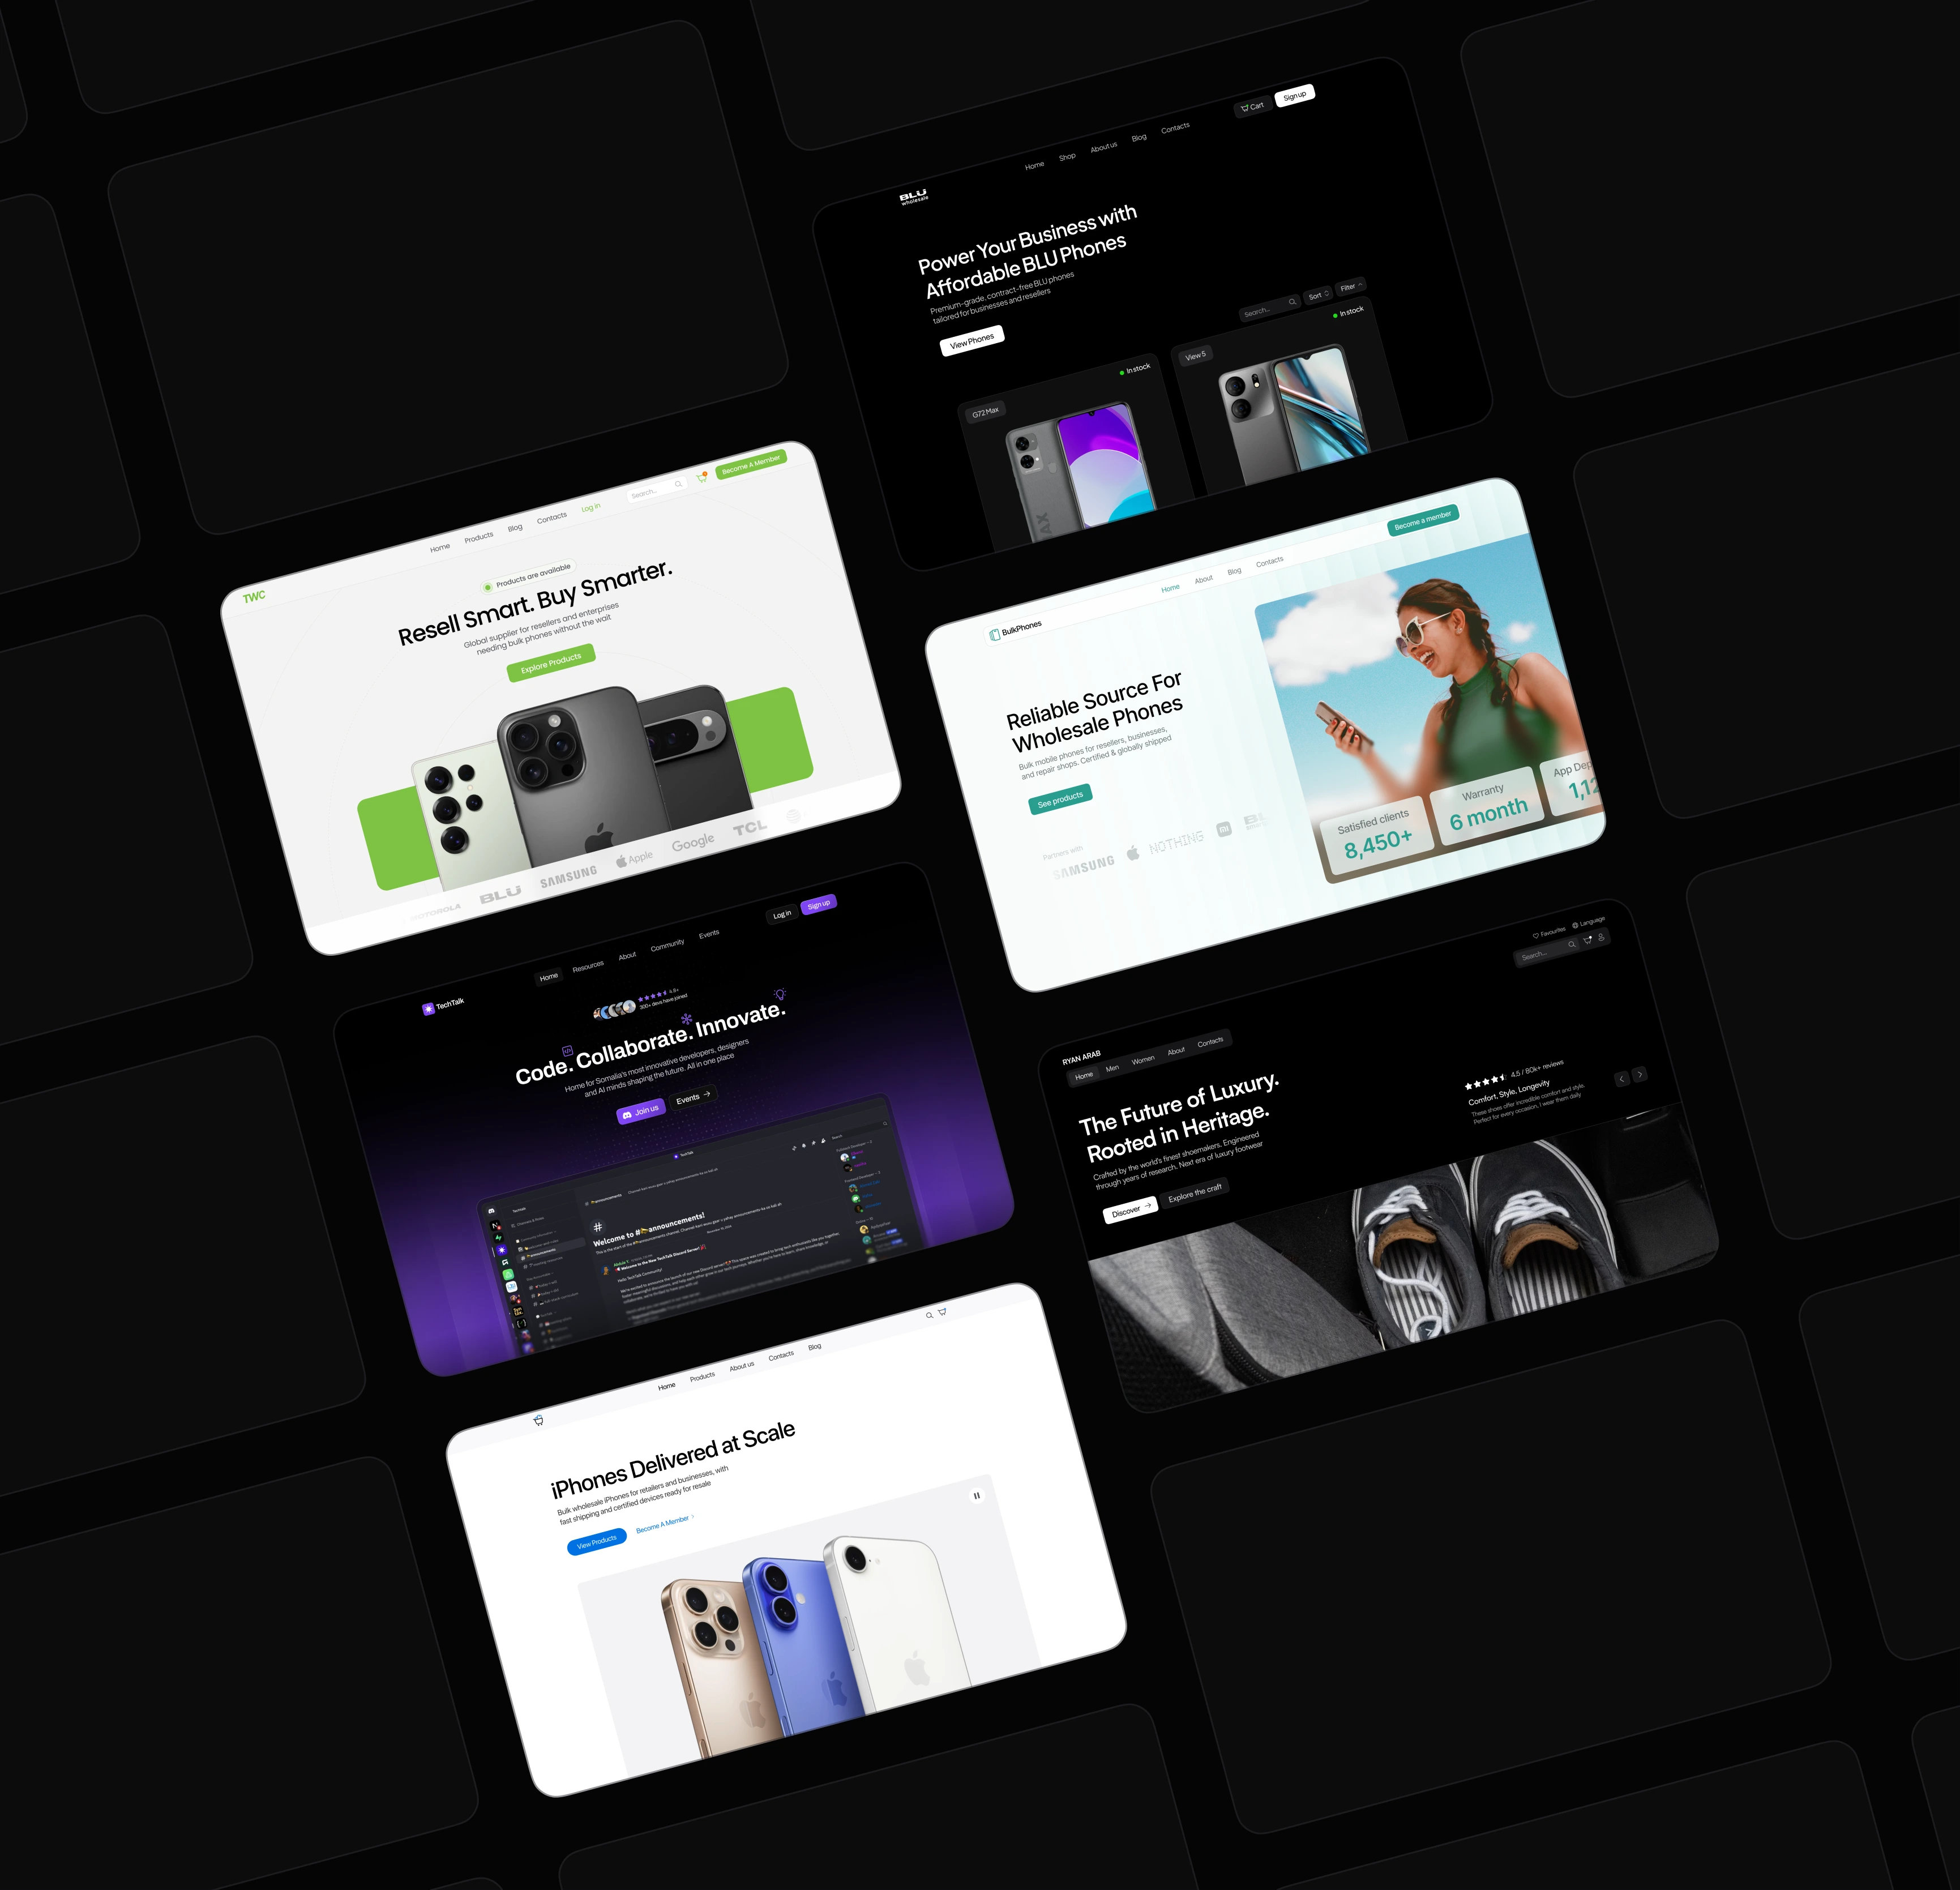 BLU
wholesale
Home Shop About us Blog Contacts
Cart Sign up
Power Your Business with
Affordable BLU Phones
Premium-grade, contract-free BLU phones
tailored for businesses and resellers
View Phones
Search... Sort Filter
G72 Max In stock
View 5 In stock
TWC
Home Products Blog Contacts Log in
Search... Become A Member
Products are available
Resell Smart. Buy Smarter.
Global supplier for resellers and enterprises
needing bulk phones without the wait
Explore Products
MOTOROLA BLU SAMSUNG Apple Google TCL
BulkPhones
Home About Blog Contacts
Become a member
Reliable Source For
Wholesale Phones
Bulk mobile phones for resellers, businesses,
and repair shops. Certified & globally shipped
See products
Partners with
SAMSUNG NOTHING
Satisfied clients
8,450+
Warranty
6 month
App Dep
1,12
TechTalk
Home Resources About Community Events
Log in Sign up
4.8+
300+ devs have joined
Code. Collaborate. Innovate.
Home for Somalia's most innovative developers, designers
and AI minds shaping the future. All in one place
Join us Events
TechTalk
Welcome to # announcements!
Welcome to the New TechTalk Discord Server!
Hello TechTalk Community!
RYAN ARAB
Home Men Women About Contacts
Favourites Language
Search...
The Future of Luxury.
Rooted in Heritage.
Crafted by the world's finest shoemakers. Engineered
through years of research. Next era of luxury footwear
Discover Explore the craft
4.5 / 80k+ reviews
Comfort, Style, Longevity
These shoes offer incredible comfort and style.
Perfect for every occasion, I wear them daily
Home Products About us Contacts Blog
iPhones Delivered at Scale
Bulk wholesale iPhones for retailers and businesses, with
fast shipping and certified devices ready for resale
View Products Become A Member